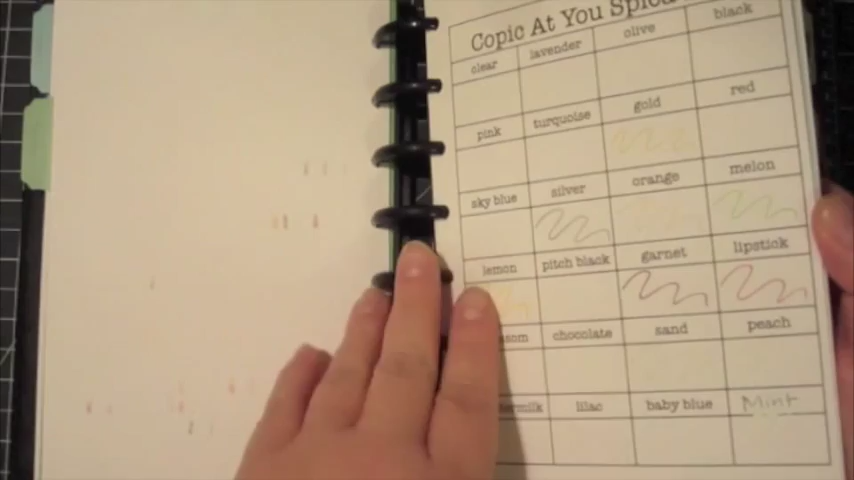 Copic At You Spica
clear lavender olive black
pink turquoise gold red
sky blue silver orange melon
lemon pitch black garnet lipstick
chocolate sand peach
lilac baby blue Mint